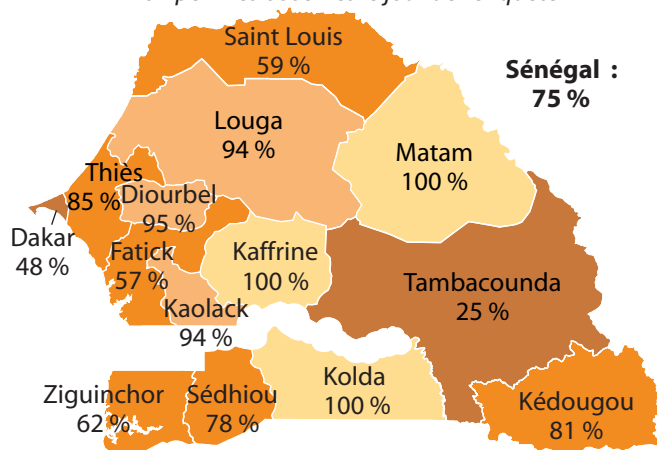 Saint Louis
59 %
Sénégal :
75 %
Louga
94 %
Matam
100 %
Thiès
85 %
Diourbel
95 %
Dakar
48 %
Fatick
57 %
Kaffrine
100 %
Tambacounda
25 %
Kaolack
94 %
Ziguinchor
62 %
Sédhiou
78 %
Kolda
100 %
Kédougou
81 %